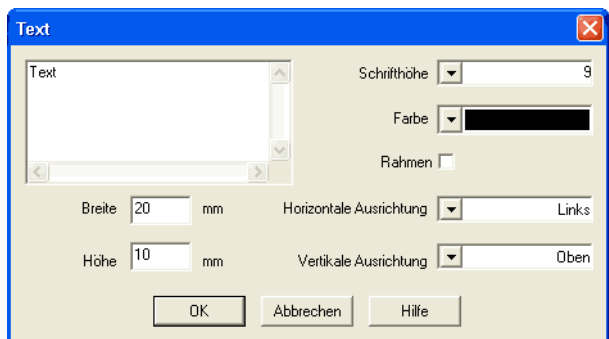 Text
Text
Schrifthöhe 9
Farbe
Rahmen
Breite 20 mm
Horizontale Ausrichtung Links
Höhe 10 mm
Vertikale Ausrichtung Oben
OK Abbrechen Hilfe